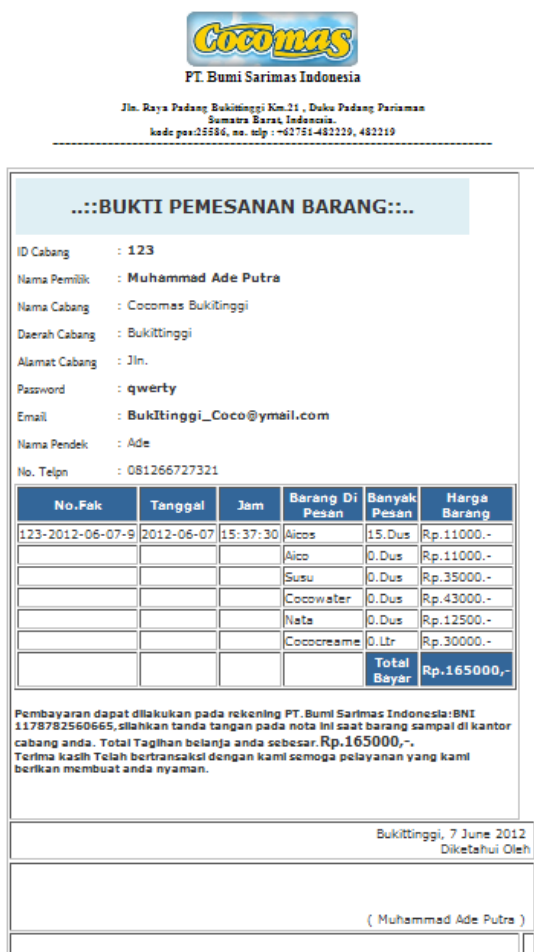 Cocomas
PT. Bumi Sarimas Indonesia
Jln. Raya Padang Bukittinggi Km.21 , Duku Padang Pariaman
Sumatra Barat, Indonesia.
kode pos:25586, no. telp : +62751-482229, 482219
..::BUKTI PEMESANAN BARANG::..
ID Cabang : 123
Nama Pemilik : Muhammad Ade Putra
Nama Cabang : Cocomas Bukitinggi
Daerah Cabang : Bukittinggi
Alamat Cabang : Jln.
Password : qwerty
Email : BukItinggi_Coco@ymail.com
Nama Pendek : Ade
No. Telpn : 081266727321
No.Fak Tanggal Jam Barang Di Pesan Banyak Pesan Harga Barang
123-2012-06-07-9 2012-06-07 15:37:30 Aicos 15.Dus Rp.11000.-
Aico 0.Dus Rp.11000.-
Susu 0.Dus Rp.35000.-
Cocowater 0.Dus Rp.43000.-
Nata 0.Dus Rp.12500.-
Cococreame 0.Ltr Rp.30000.-
Total Bayar Rp.165000,-
Pembayaran dapat dilakukan pada rekening PT.Bumi Sarimas Indonesia:BNI
1178782560665,silahkan tanda tangan pada nota ini saat barang sampai di kantor
cabang anda. Total Tagihan belanja anda sebesar.Rp.165000,-.
Terima kasih Telah bertransaksi dengan kami semoga pelayanan yang kami
berikan membuat anda nyaman.
Bukittinggi, 7 June 2012
Diketahui Oleh
( Muhammad Ade Putra )